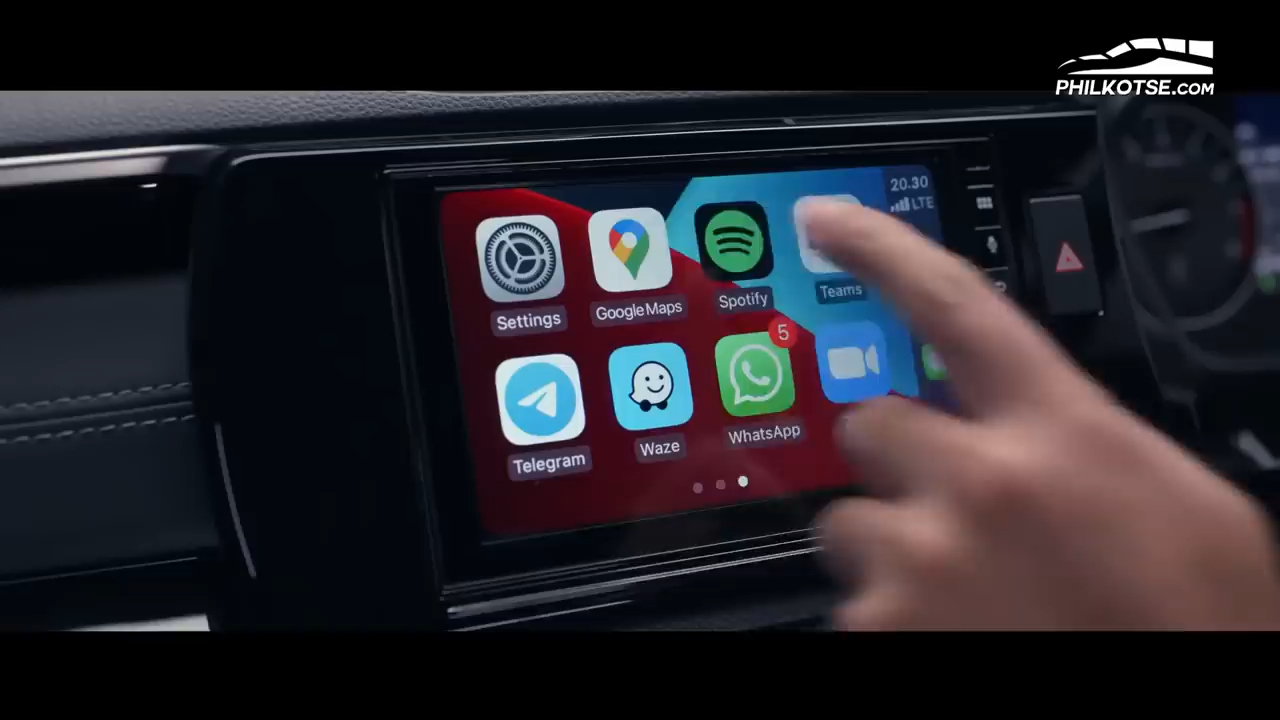 PHILKOTSE.COM
20.30
LTE
Settings
Google Maps
Spotify
Teams
5
Telegram
Waze
WhatsApp